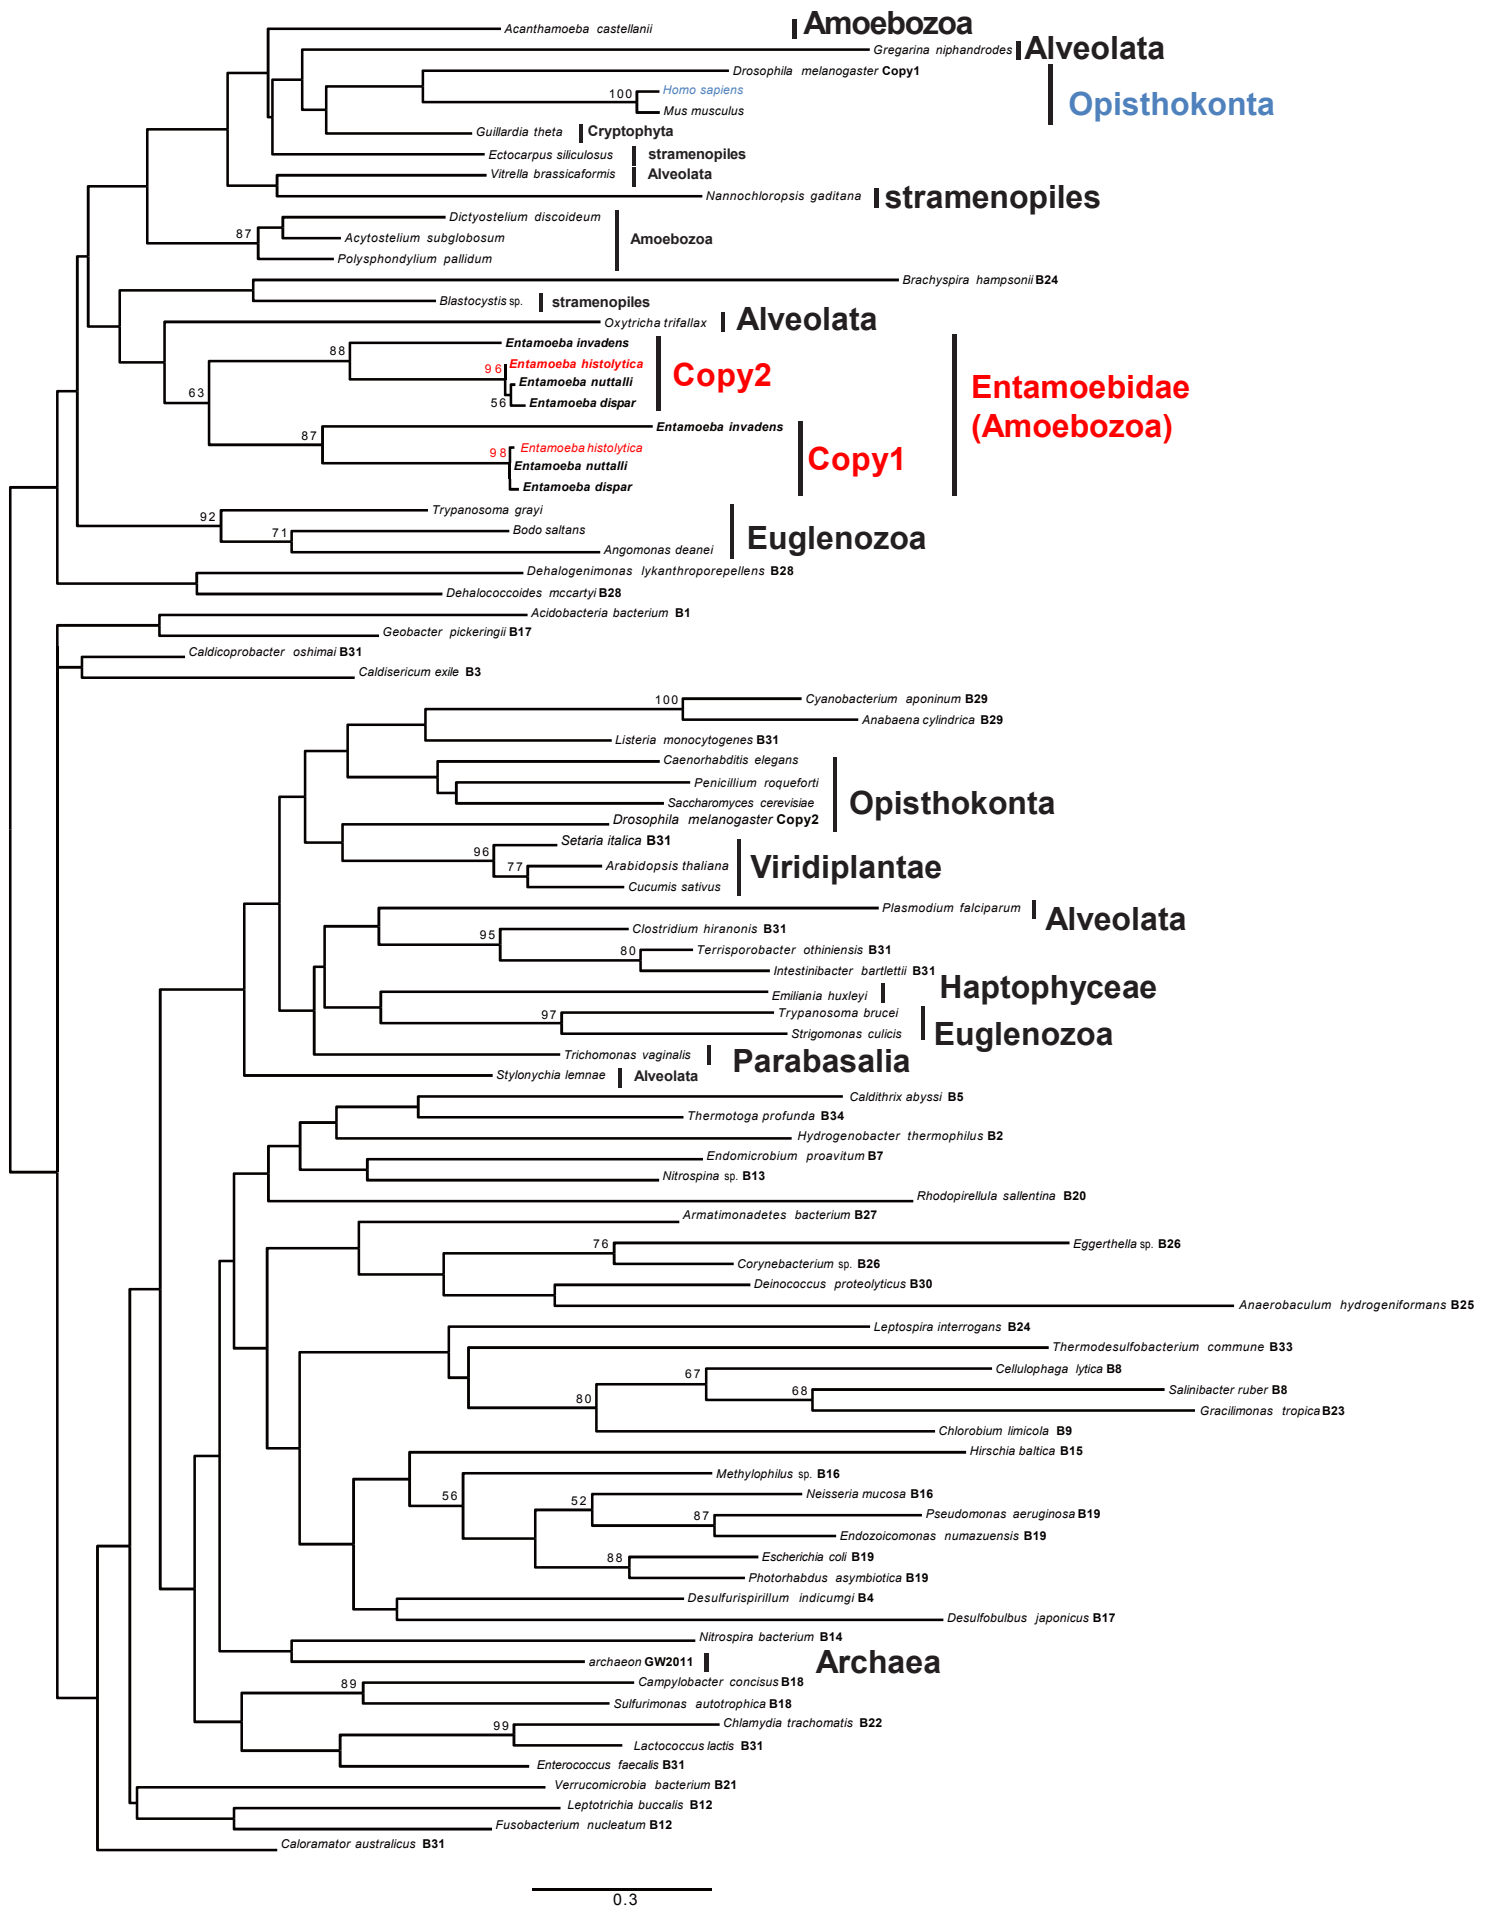 Acanthamoeba castellanii
Amoebozoa
Gregarina niphandrodes
Alveolata
Drosophila melanogaster Copy1
100
Homo sapiens
Mus musculus
Opisthokonta
Guillardia theta
Cryptophyta
Ectocarpus siliculosus
stramenopiles
Vitrella brassicaformis
Alveolata
Nannochloropsis gaditana
stramenopiles
87
Dictyostelium discoideum
Acytostelium subglobosum
Polysphondylium pallidum
Amoebozoa
Brachyspira hampsonii B24
Blastocystis sp.
stramenopiles
Oxytricha trifallax
Alveolata
63
88
Entamoeba invadens
96
Entamoeba histolytica
Entamoeba nuttalli
56
Entamoeba dispar
Copy2
Entamoebidae
(Amoebozoa)
87
Entamoeba invadens
98
Entamoeba histolytica
Entamoeba nuttalli
Entamoeba dispar
Copy1
92
Trypanosoma grayi
71
Bodo saltans
Angomonas deanei
Euglenozoa
Dehalogenimonas lykanthroporepellens B28
Dehalococcoides mccartyi B28
Acidobacteria bacterium B1
Geobacter pickeringii B17
Caldicoprobacter oshimai B31
Caldisericum exile B3
100
Cyanobacterium aponinum B29
Anabaena cylindrica B29
Listeria monocytogenes B31
Caenorhabditis elegans
Penicillium roqueforti
Saccharomyces cerevisiae
Drosophila melanogaster Copy2
Opisthokonta
96
Setaria italica B31
77
Arabidopsis thaliana
Cucumis sativus
Viridiplantae
Plasmodium falciparum
Alveolata
95
Clostridium hiranonis B31
80
Terrisporobacter othiniensis B31
Intestinibacter bartlettii B31
Emiliania huxleyi
Haptophyceae
97
Trypanosoma brucei
Strigomonas culicis
Euglenozoa
Trichomonas vaginalis
Parabasalia
Stylonychia lemnae
Alveolata
Caldithrix abyssi B5
Thermotoga profunda B34
Hydrogenobacter thermophilus B2
Endomicrobium proavitum B7
Nitrospina sp. B13
Rhodopirellula sallentina B20
Armatimonadetes bacterium B27
76
Eggerthella sp. B26
Corynebacterium sp. B26
Deinococcus proteolyticus B30
Anaerobaculum hydrogeniformans B25
Leptospira interrogans B24
Thermodesulfobacterium commune B33
80
67
Cellulophaga lytica B8
68
Salinibacter ruber B8
Gracilimonas tropica B23
Chlorobium limicola B9
Hirschia baltica B15
56
Methylophilus sp. B16
52
Neisseria mucosa B16
87
Pseudomonas aeruginosa B19
Endozoicomonas numazuensis B19
88
Escherichia coli B19
Photorhabdus asymbiotica B19
Desulfurispirillum indicumgi B4
Desulfobulbus japonicus B17
Nitrospira bacterium B14
archaeon GW2011
Archaea
89
Campylobacter concisus B18
Sulfurimonas autotrophica B18
99
Chlamydia trachomatis B22
Lactococcus lactis B31
Enterococcus faecalis B31
Verrucomicrobia bacterium B21
Leptotrichia buccalis B12
Fusobacterium nucleatum B12
Caloramator australicus B31
0.3